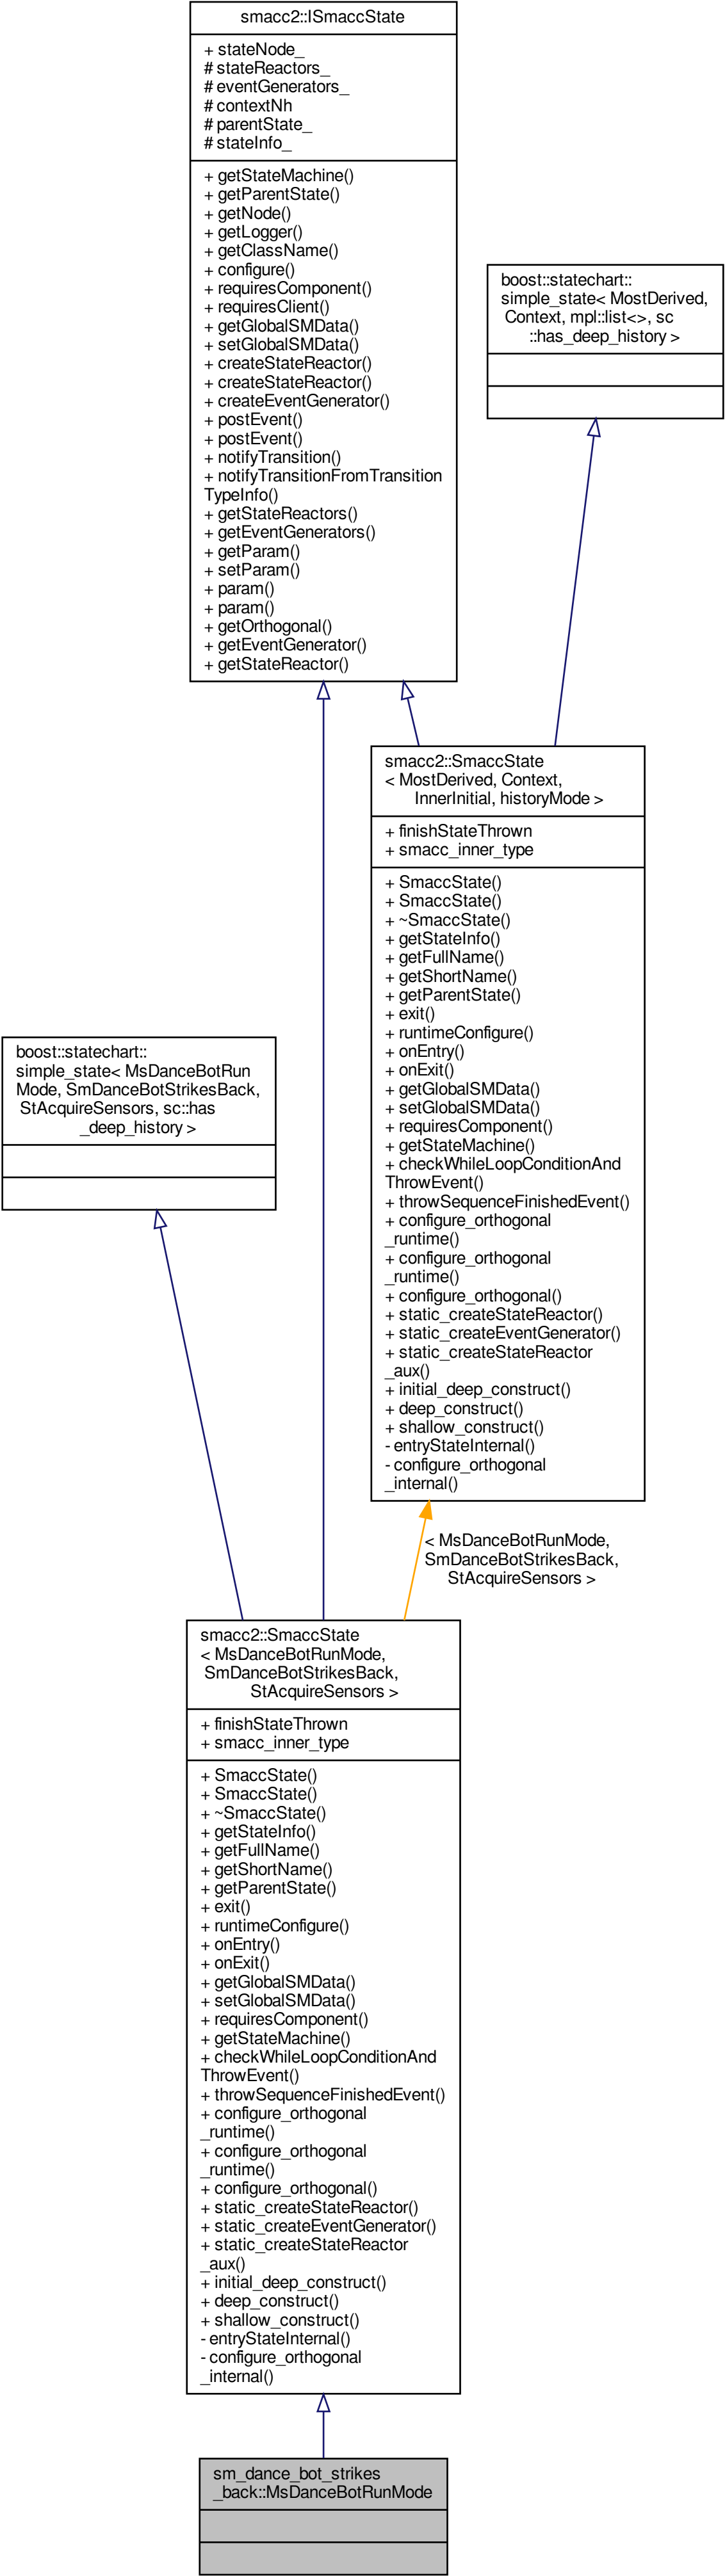 smacc2::ISmaccState
+ stateNode_
# stateReactors_
# eventGenerators_
# contextNh
# parentState_
# stateInfo_
+ getStateMachine()
+ getParentState()
+ getNode()
+ getLogger()
+ getClassName()
+ configure()
+ requiresComponent()
+ requiresClient()
+ getGlobalSMData()
+ setGlobalSMData()
+ createStateReactor()
+ createStateReactor()
+ createEventGenerator()
+ postEvent()
+ postEvent()
+ notifyTransition()
+ notifyTransitionFromTransition
TypeInfo()
+ getStateReactors()
+ getEventGenerators()
+ getParam()
+ setParam()
+ param()
+ param()
+ getOrthogonal()
+ getEventGenerator()
+ getStateReactor()
boost::statechart::
simple_state< MostDerived,
Context, mpl::list<>, sc
::has_deep_history >
smacc2::SmaccState
< MostDerived, Context,
InnerInitial, historyMode >
+ finishStateThrown
+ smacc_inner_type
+ SmaccState()
+ SmaccState()
+ ~SmaccState()
+ getStateInfo()
+ getFullName()
+ getShortName()
+ getParentState()
+ exit()
+ runtimeConfigure()
+ onEntry()
+ onExit()
+ getGlobalSMData()
+ setGlobalSMData()
+ requiresComponent()
+ getStateMachine()
+ checkWhileLoopConditionAnd
ThrowEvent()
+ throwSequenceFinishedEvent()
+ configure_orthogonal
_runtime()
+ configure_orthogonal
_runtime()
+ configure_orthogonal()
+ static_createStateReactor()
+ static_createEventGenerator()
+ static_createStateReactor
_aux()
+ initial_deep_construct()
+ deep_construct()
+ shallow_construct()
- entryStateInternal()
- configure_orthogonal
_internal()
boost::statechart::
simple_state< MsDanceBotRun
Mode, SmDanceBotStrikesBack,
StAcquireSensors, sc::has
_deep_history >
< MsDanceBotRunMode,
SmDanceBotStrikesBack,
StAcquireSensors >
smacc2::SmaccState
< MsDanceBotRunMode,
SmDanceBotStrikesBack,
StAcquireSensors >
+ finishStateThrown
+ smacc_inner_type
+ SmaccState()
+ SmaccState()
+ ~SmaccState()
+ getStateInfo()
+ getFullName()
+ getShortName()
+ getParentState()
+ exit()
+ runtimeConfigure()
+ onEntry()
+ onExit()
+ getGlobalSMData()
+ setGlobalSMData()
+ requiresComponent()
+ getStateMachine()
+ checkWhileLoopConditionAnd
ThrowEvent()
+ throwSequenceFinishedEvent()
+ configure_orthogonal
_runtime()
+ configure_orthogonal
_runtime()
+ configure_orthogonal()
+ static_createStateReactor()
+ static_createEventGenerator()
+ static_createStateReactor
_aux()
+ initial_deep_construct()
+ deep_construct()
+ shallow_construct()
- entryStateInternal()
- configure_orthogonal
_internal()
sm_dance_bot_strikes
_back::MsDanceBotRunMode